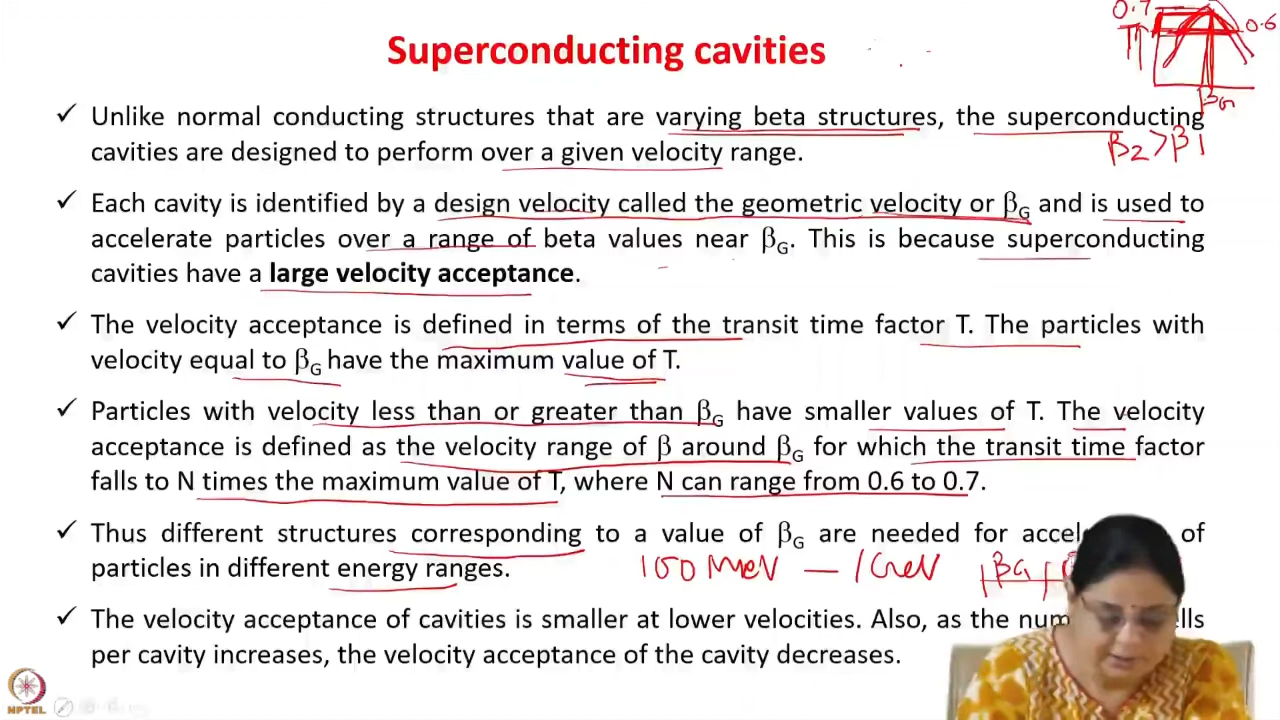 Superconducting cavities
0.7
0.6
T
βG
β2 > β1
✓ Unlike normal conducting structures that are varying beta structures, the superconducting
cavities are designed to perform over a given velocity range.
✓ Each cavity is identified by a design velocity called the geometric velocity or βG and is used to
accelerate particles over a range of beta values near βG. This is because superconducting
cavities have a large velocity acceptance.
✓ The velocity acceptance is defined in terms of the transit time factor T. The particles with
velocity equal to βG have the maximum value of T.
✓ Particles with velocity less than or greater than βG have smaller values of T. The velocity
acceptance is defined as the velocity range of β around βG for which the transit time factor
falls to N times the maximum value of T, where N can range from 0.6 to 0.7.
✓ Thus different structures corresponding to a value of βG are needed for of
particles in different energy ranges.
100 MeV — 1GeV βG
✓ The velocity acceptance of cavities is smaller at lower velocities. Also, as the
per cavity increases, the velocity acceptance of the cavity decreases.
NPTEL